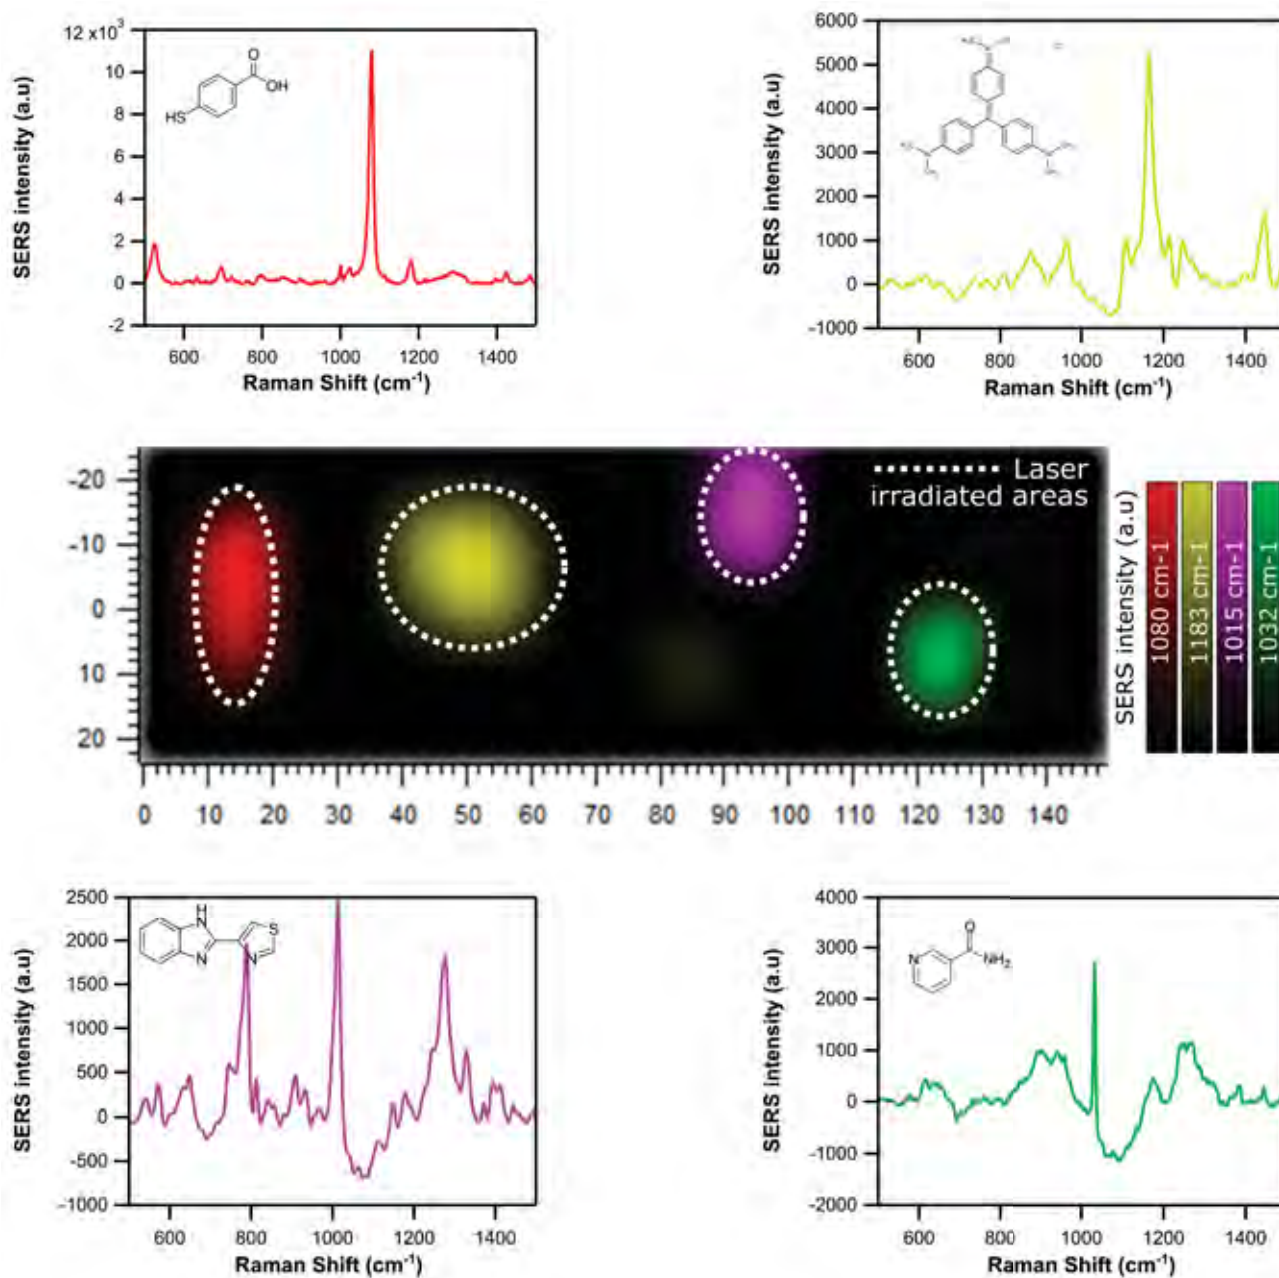 12 x10³
10
8
6
4
2
0
-2
SERS intensity (a.u)
600
800
1000
1200
1400
Raman Shift (cm⁻¹)
O
OH
HS
6000
5000
4000
3000
2000
1000
0
-1000
SERS intensity (a.u)
600
800
1000
1200
1400
Raman Shift (cm⁻¹)
Laser
irradiated areas
-20
-10
0
10
20
0
10
20
30
40
50
60
70
80
90
100
110
120
130
140
SERS intensity (a.u)
1080 cm-1
1183 cm-1
1015 cm-1
1032 cm-1
2500
2000
1500
1000
500
0
-500
-1000
SERS intensity (a.u)
600
800
1000
1200
1400
Raman Shift (cm⁻¹)
H
N
S
N
N
4000
3000
2000
1000
0
-1000
-2000
SERS intensity (a.u)
600
800
1000
1200
1400
Raman Shift (cm⁻¹)
O
N
NH₂